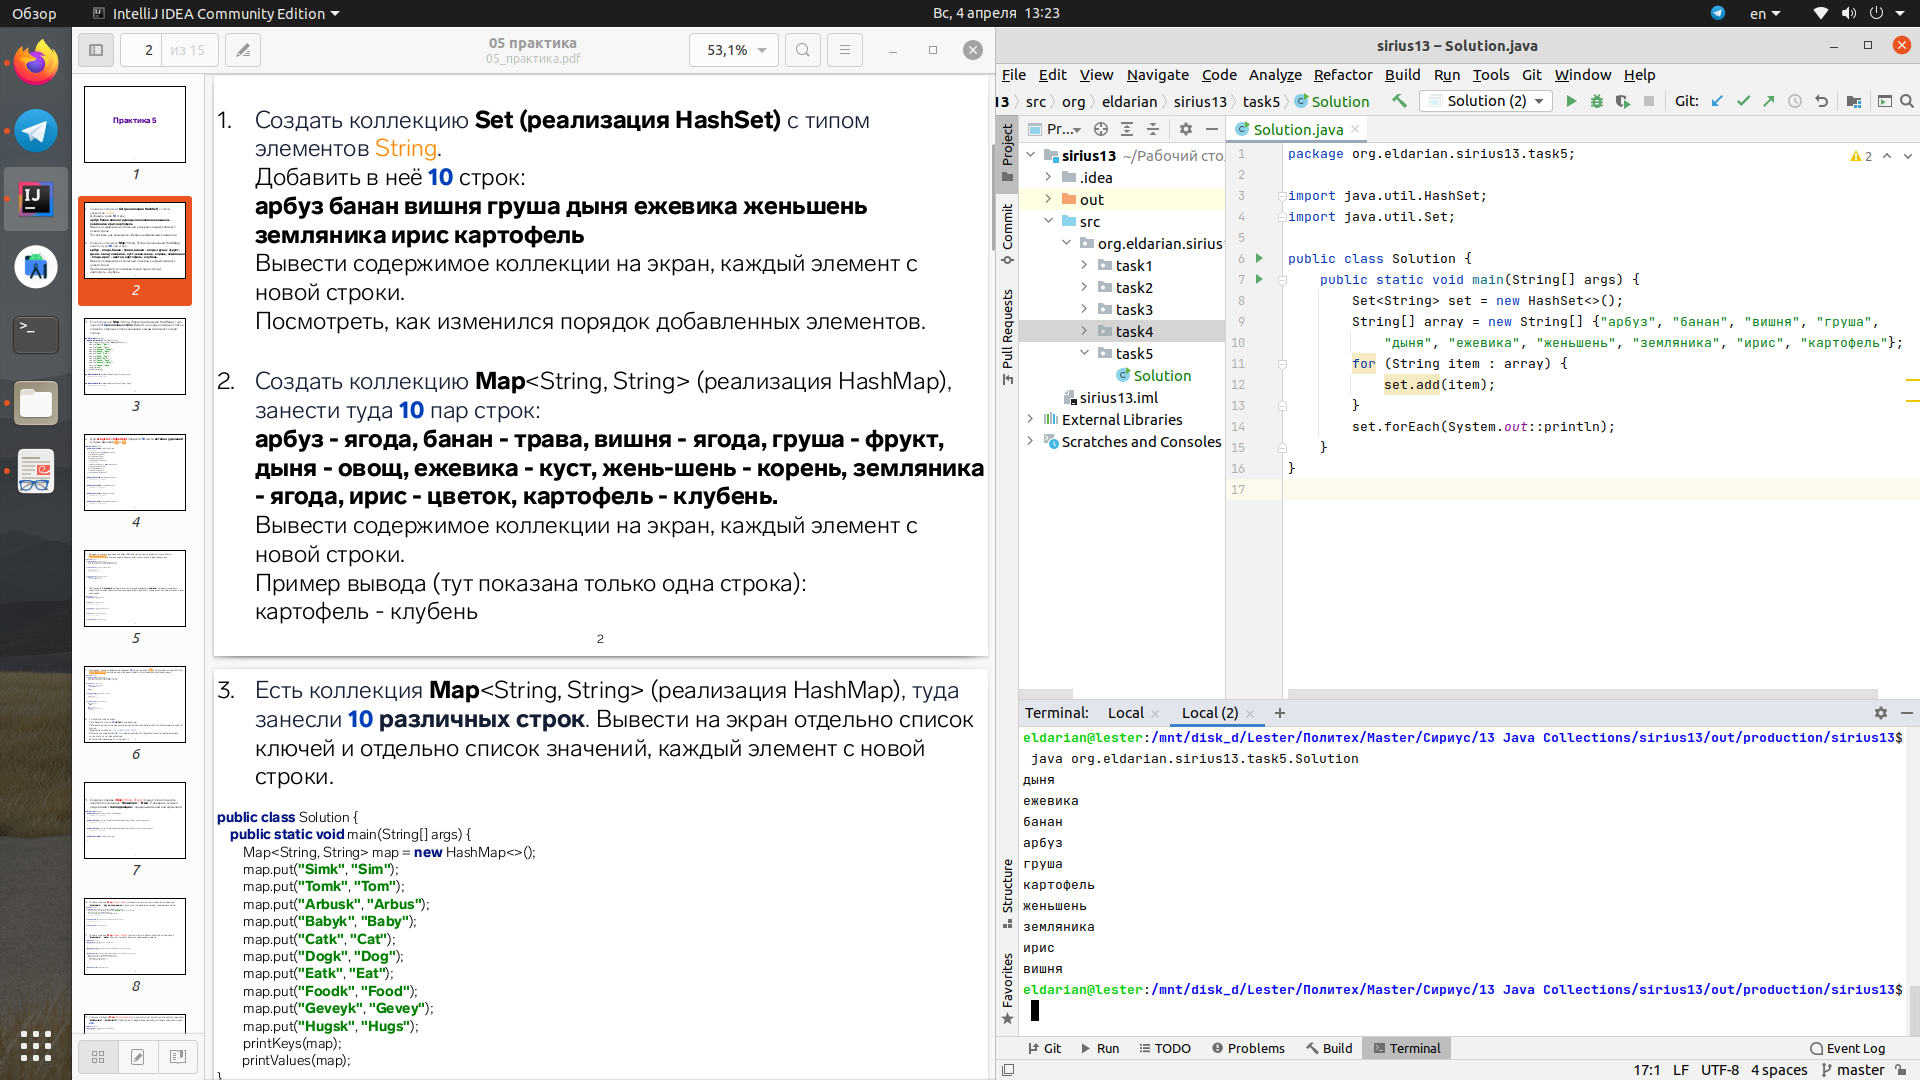 Обзор
IntelliJ IDEA Community Edition
Вс, 4 апреля 13:23
en
2 из 15
05 практика
05_практика.pdf
53,1%
Практика 5
1
2
3
4
5
6
7
8
1. Создать коллекцию Set (реализация HashSet) с типом
элементов String.
Добавить в неё 10 строк:
арбуз банан вишня груша дыня ежевика женьшень
земляника ирис картофель
Вывести содержимое коллекции на экран, каждый элемент с
новой строки.
Посмотреть, как изменился порядок добавленных элементов.
2. Создать коллекцию Map<String, String> (реализация HashMap),
занести туда 10 пар строк:
арбуз - ягода, банан - трава, вишня - ягода, груша - фрукт,
дыня - овощ, ежевика - куст, жень-шень - корень, земляника
- ягода, ирис - цветок, картофель - клубень.
Вывести содержимое коллекции на экран, каждый элемент с
новой строки.
Пример вывода (тут показана только одна строка):
картофель - клубень
2
3. Есть коллекция Map<String, String> (реализация HashMap), туда
занесли 10 различных строк. Вывести на экран отдельно список
ключей и отдельно список значений, каждый элемент с новой
строки.
public class Solution {
public static void main(String[] args) {
Map<String, String> map = new HashMap<>();
map.put("Simk", "Sim");
map.put("Tomk", "Tom");
map.put("Arbusk", "Arbus");
map.put("Babyk", "Baby");
map.put("Catk", "Cat");
map.put("Dogk", "Dog");
map.put("Eatk", "Eat");
map.put("Foodk", "Food");
map.put("Geveyk", "Gevey");
map.put("Hugsk", "Hugs");
printKeys(map);
printValues(map);
}
sirius13 – Solution.java
File Edit View Navigate Code Analyze Refactor Build Run Tools Git Window Help
13 src org eldarian sirius13 task5 Solution
Solution (2)
Git:
Project
Commit
Pull Requests
Structure
Favorites
Pr...
sirius13 ~/Рабочий сто
.idea
out
src
org.eldarian.sirius
task1
task2
task3
task4
task5
Solution
sirius13.iml
External Libraries
Scratches and Consoles
Solution.java
2
1 package org.eldarian.sirius13.task5;
2
3 import java.util.HashSet;
4 import java.util.Set;
5
6 public class Solution {
7 public static void main(String[] args) {
8 Set<String> set = new HashSet<>();
9 String[] array = new String[] {"арбуз", "банан", "вишня", "груша",
10 "дыня", "ежевика", "женьшень", "земляника", "ирис", "картофель"};
11 for (String item : array) {
12 set.add(item);
13 }
14 set.forEach(System.out::println);
15 }
16 }
17
Terminal: Local Local (2)
eldarian@lester:/mnt/disk_d/Lester/Политех/Master/Сириус/13 Java Collections/sirius13/out/production/sirius13$
java org.eldarian.sirius13.task5.Solution
дыня
ежевика
банан
арбуз
груша
картофель
женьшень
земляника
ирис
вишня
eldarian@lester:/mnt/disk_d/Lester/Политех/Master/Сириус/13 Java Collections/sirius13/out/production/sirius13$
Git Run TODO Problems Build Terminal Event Log
17:1 LF UTF-8 4 spaces master